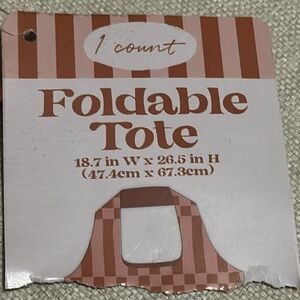 1 count
Foldable
Tote
18.7 in W x 26.5 in H
(47.4cm x 67.3cm)